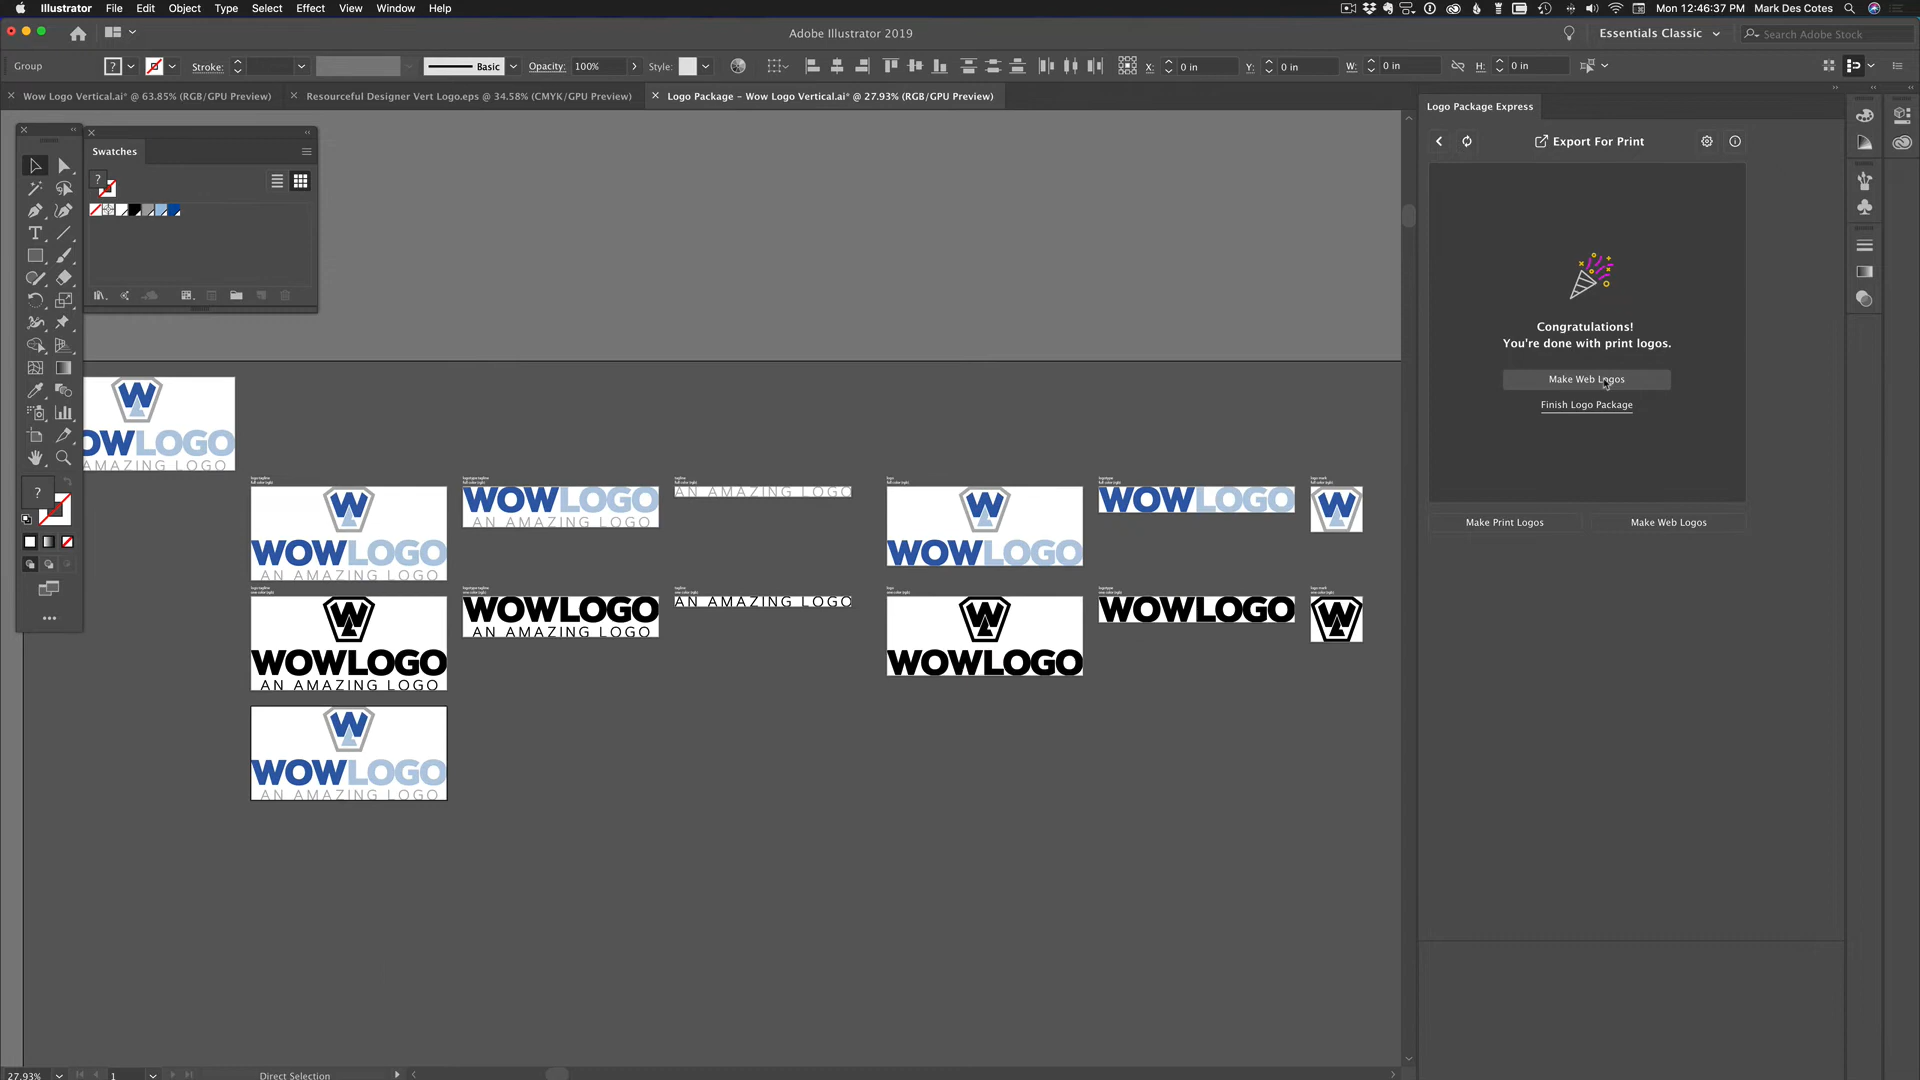 Illustrator File Edit Object Type Select Effect View Window Help
Mon 12:46:37 PM Mark Des Cotes
Adobe Illustrator 2019
Essentials Classic
Search Adobe Stock
Group
Stroke:
Basic
Opacity: 100%
Style:
X: 0 in
Y: 0 in
W: 0 in
H: 0 in
Wow Logo Vertical.ai* @ 63.85% (RGB/GPU Preview)
Resourceful Designer Vert Logo.eps @ 34.58% (CMYK/GPU Preview)
Logo Package - Wow Logo Vertical.ai* @ 27.93% (RGB/GPU Preview)
Swatches
Logo Package Express
Export For Print
Congratulations!
You're done with print logos.
Make Web Logos
Finish Logo Package
Make Print Logos
Make Web Logos
OWLOGO
AMAZING LOGO
WOWLOGO
AN AMAZING LOGO
WOWLOGO
AN AMAZING LOGO
AN AMAZING LOGO
WOWLOGO
WOWLOGO
WOWLOGO
AN AMAZING LOGO
WOWLOGO
AN AMAZING LOGO
AN AMAZING LOGO
WOWLOGO
WOWLOGO
WOWLOGO
AN AMAZING LOGO
27.93%
1
Direct Selection